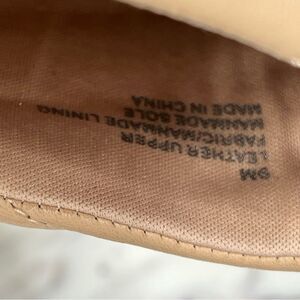 9M
LEATHER UPPER
FABRIC/MANMADE LINING
MANMADE SOLE
MADE IN CHINA